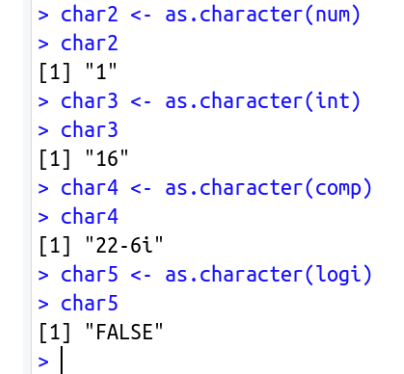 > char2 <- as.character(num)
> char2
[1] "1"
> char3 <- as.character(int)
> char3
[1] "16"
> char4 <- as.character(comp)
> char4
[1] "22-6i"
> char5 <- as.character(logi)
> char5
[1] "FALSE"
>